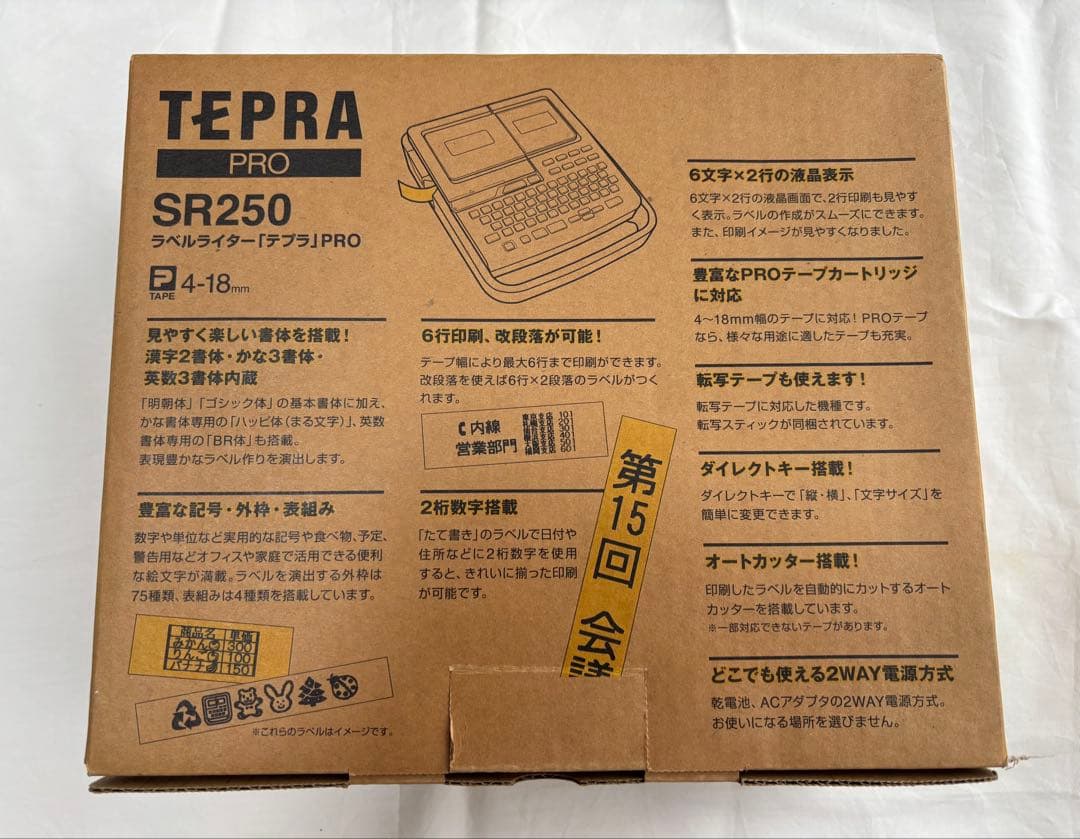 TEPRA
PRO
SR250
ラベルライター「テプラ」PRO
TAPE 4-18mm
見やすく楽しい書体を搭載!
漢字2書体・かな3書体・
英数3書体内蔵
「明朝体」「ゴシック体」の基本書体に加え、
かな書体専用の「ハッピ体(まる文字)」、英数
書体専用の「BR体」も搭載。
表現豊かなラベル作りを演出します。
豊富な記号・外枠・表組み
数字や単位など実用的な記号や食べ物、予定、
警告用などオフィスや家庭で活用できる便利
な絵文字が満載。ラベルを演出する外枠は
75種類、表組みは4種類を搭載しています。
商品名 単価
みかん 300
りんご 100
バナナ 150
※これらのラベルはイメージです。
6行印刷、改段落が可能!
テープ幅により最大6行まで印刷ができます。
改段落を使えば6行×2段落のラベルがつく
れます。
内線
営業部門
東京支店 101
支店 201
支店 301
支店 401
支店 501
福岡支店 601
2桁数字搭載
「たて書き」のラベルで日付や
住所などに2桁数字を使用
すると、きれいに揃った印刷
が可能です。
第15回 会議
6文字×2行の液晶表示
6文字×2行の液晶画面で、2行印刷も見やす
く表示。ラベルの作成がスムーズにできます。
また、印刷イメージが見やすくなりました。
豊富なPROテープカートリッジ
に対応
4〜18mm幅のテープに対応!PROテープ
なら、様々な用途に適したテープも充実。
転写テープも使えます!
転写テープに対応した機種です。
転写スティックが同梱されています。
ダイレクトキー搭載!
ダイレクトキーで「縦・横」、「文字サイズ」を
簡単に変更できます。
オートカッター搭載!
印刷したラベルを自動的にカットするオート
カッターを搭載しています。
※一部対応できないテープがあります。
どこでも使える2WAY電源方式
乾電池、ACアダプタの2WAY電源方式。
お使いになる場所を選びません。